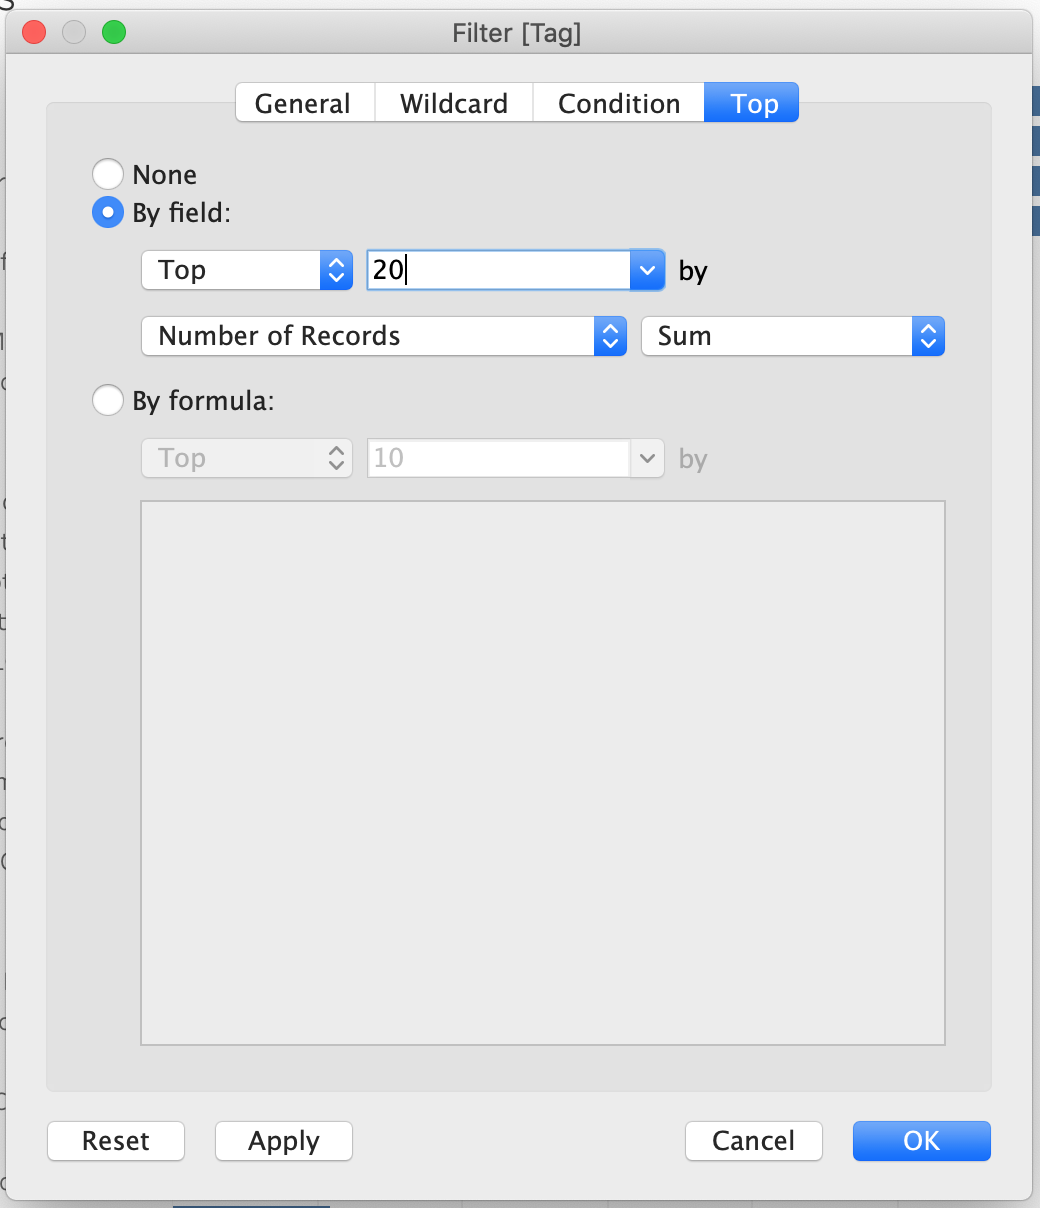 Filter [Tag]
General Wildcard Condition Top
None
By field:
Top 20 by
Number of Records Sum
By formula:
Top 10 by
Reset Apply Cancel OK